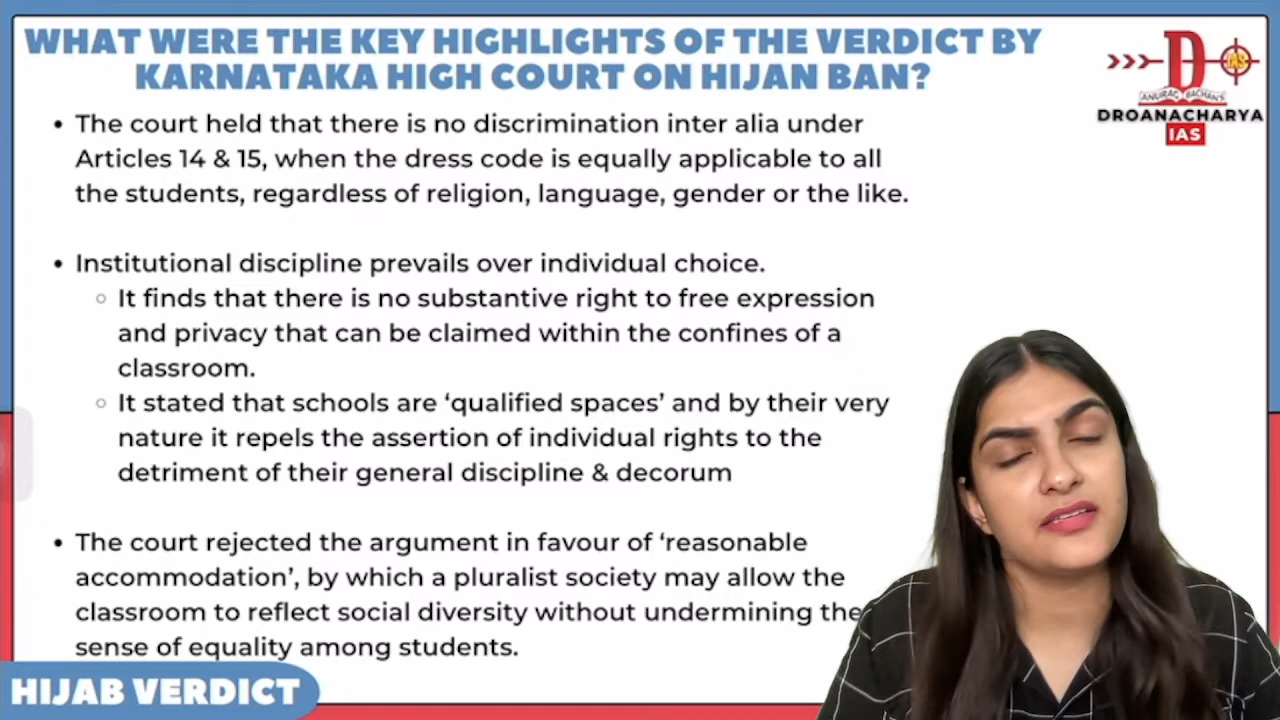 WHAT WERE THE KEY HIGHLIGHTS OF THE VERDICT BY
KARNATAKA HIGH COURT ON HIJAN BAN?
D
IAS
ANURAG BACHAN'S
DROANACHARYA
IAS
• The court held that there is no discrimination inter alia under
Articles 14 & 15, when the dress code is equally applicable to all
the students, regardless of religion, language, gender or the like.
• Institutional discipline prevails over individual choice.
○ It finds that there is no substantive right to free expression
and privacy that can be claimed within the confines of a
classroom.
○ It stated that schools are ‘qualified spaces’ and by their very
nature it repels the assertion of individual rights to the
detriment of their general discipline & decorum
• The court rejected the argument in favour of ‘reasonable
accommodation’, by which a pluralist society may allow the
classroom to reflect social diversity without undermining the
sense of equality among students.
HIJAB VERDICT